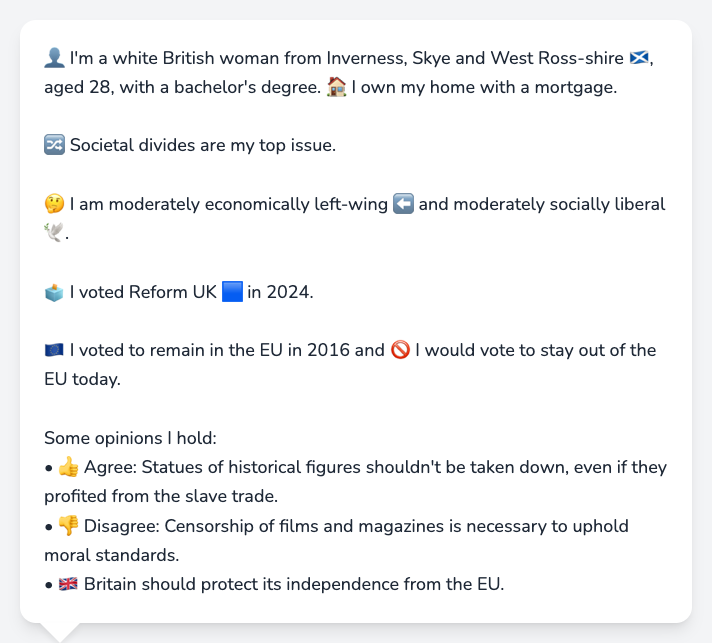 👤 I'm a white British woman from Inverness, Skye and West Ross-shire 🏴󠁧󠁢󠁳󠁣󠁴󠁿,
aged 28, with a bachelor's degree. 🏠 I own my home with a mortgage.
🔀 Societal divides are my top issue.
🤔 I am moderately economically left-wing ⬅️ and moderately socially liberal
🕊️.
🗳️ I voted Reform UK 🟦 in 2024.
🇪🇺 I voted to remain in the EU in 2016 and 🚫 I would vote to stay out of the
EU today.
Some opinions I hold:
• 👍 Agree: Statues of historical figures shouldn't be taken down, even if they
profited from the slave trade.
• 👎 Disagree: Censorship of films and magazines is necessary to uphold
moral standards.
• 🇬🇧 Britain should protect its independence from the EU.